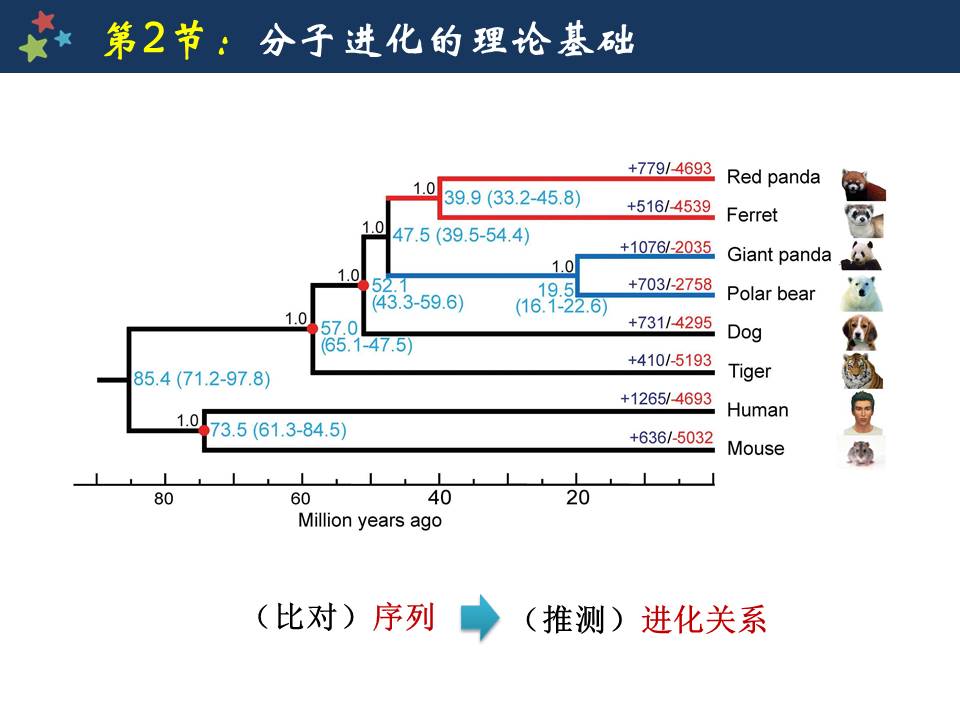 第2节：分子进化的理论基础
+779/-4693
Red panda
1.0
39.9 (33.2-45.8)
+516/-4539
Ferret
1.0
47.5 (39.5-54.4)
+1076/-2035
Giant panda
1.0
19.5
(16.1-22.6)
+703/-2758
Polar bear
1.0
52.1
(43.3-59.6)
+731/-4295
Dog
1.0
57.0
(65.1-47.5)
+410/-5193
Tiger
85.4 (71.2-97.8)
+1265/-4693
Human
1.0
73.5 (61.3-84.5)
+636/-5032
Mouse
80 60 40 20
Million years ago
（比对）序列 （推测）进化关系